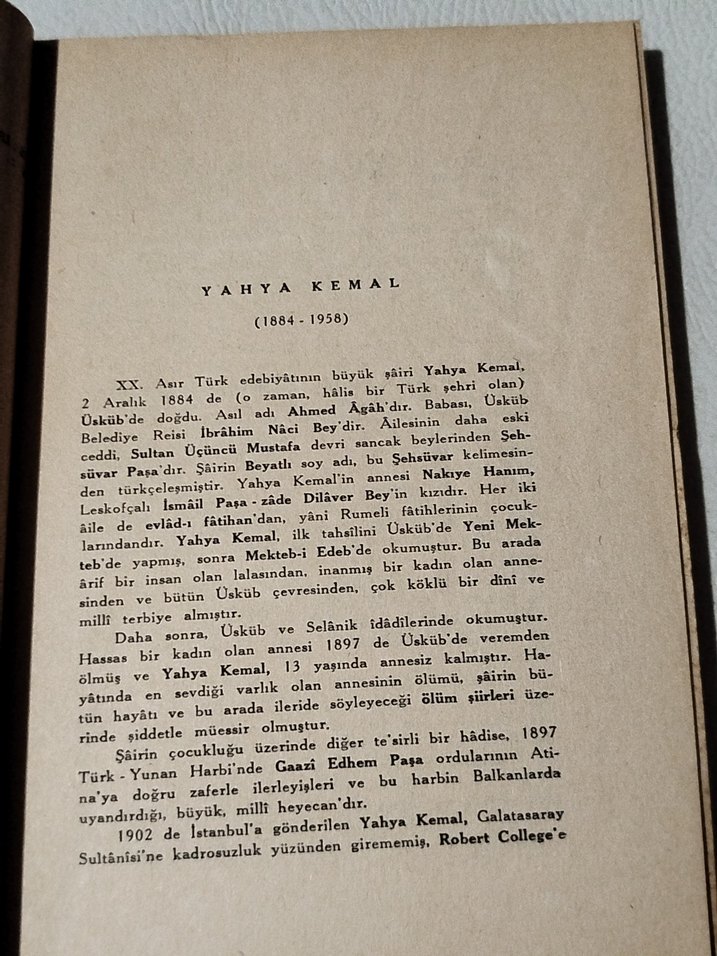 YAHYA KEMAL
(1884 - 1958)
XX. Asır Türk edebiyâtının büyük şâiri Yahya Kemal,
2 Aralık 1884 de (o zaman, hâlis bir Türk şehri olan)
Üsküb'de doğdu. Asıl adı Ahmed Âgâh'dır. Babası, Üsküb
Belediye Reisi İbrâhim Nâci Bey'dir. Âilesinin daha eski
ceddi, Sultan Üçüncü Mustafa devri sancak beylerinden Şeh-
süvar Paşa'dır. Şâirin Beyatlı soy adı, bu Şehsüvar kelimesin-
den türkçeleşmiştir. Yahya Kemal'in annesi Nakıye Hanım,
Leskofçalı İsmâil Paşa - zâde Dilâver Bey'in kızıdır. Her iki
âile de evlâd-ı fâtihan'dan, yâni Rumeli fâtihlerinin çocuk-
larındandır. Yahya Kemal, ilk tahsîlini Üsküb'de Yeni Mek-
teb'de yapmış, sonra Mekteb-i Edeb'de okumuştur. Bu arada
ârif bir insan olan lalasından, inanmış bir kadın olan anne-
sinden ve bütün Üsküb çevresinden, çok köklü bir dînî ve
millî terbiye almıştır.
Daha sonra, Üsküb ve Selânik îdâdîlerinde okumuştur.
Hassas bir kadın olan annesi 1897 de Üsküb'de veremden
ölmüş ve Yahya Kemal, 13 yaşında annesiz kalmıştır. Ha-
yâtında en sevdiği varlık olan annesinin ölümü, şâirin bü-
tün hayâtı ve bu arada ileride söyleyeceği ölüm şiirleri üze-
rinde şiddetle müessir olmuştur.
Şâirin çocukluğu üzerinde diğer te'sirli bir hâdise, 1897
Türk - Yunan Harbi'nde Gaazî Edhem Paşa ordularının Ati-
na'ya doğru zaferle ilerleyişleri ve bu harbin Balkanlarda
uyandırdığı, büyük, millî heyecan'dır.
1902 de İstanbul'a gönderilen Yahya Kemal, Galatasaray
Sultânîsi'ne kadrosuzluk yüzünden girememiş, Robert College'e